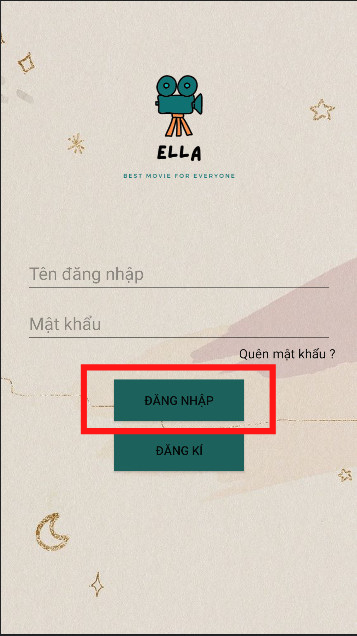 ELLA
BEST MOVIE FOR EVERYONE
Tên đăng nhập
Mật khẩu
Quên mật khẩu ?
ĐĂNG NHẬP
ĐĂNG KÍ